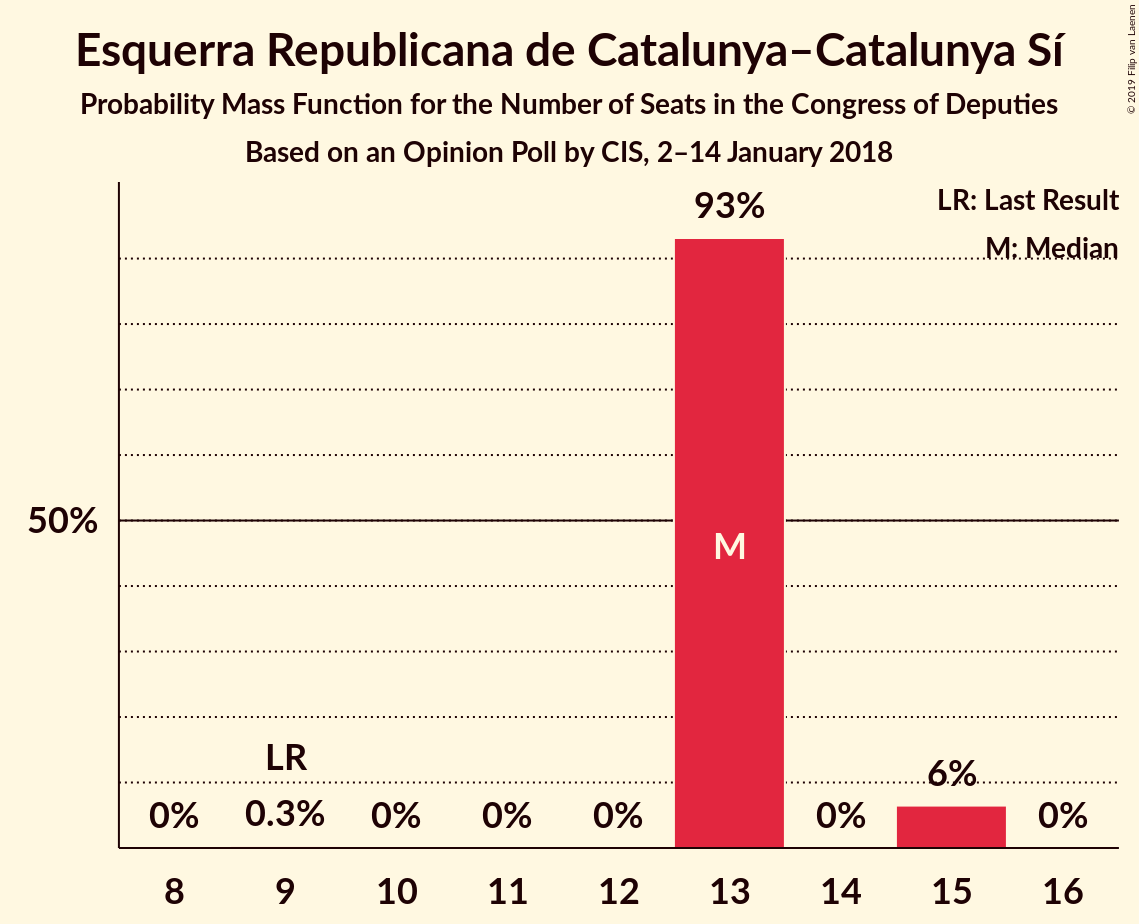 Esquerra Republicana de Catalunya–Catalunya Sí
Probability Mass Function for the Number of Seats in the Congress of Deputies
Based on an Opinion Poll by CIS, 2–14 January 2018
© 2019 Filip van Laenen
LR: Last Result
M: Median
93%
50%
M
LR
6%
0% 0.3% 0% 0% 0% 0% 0%
8 9 10 11 12 13 14 15 16